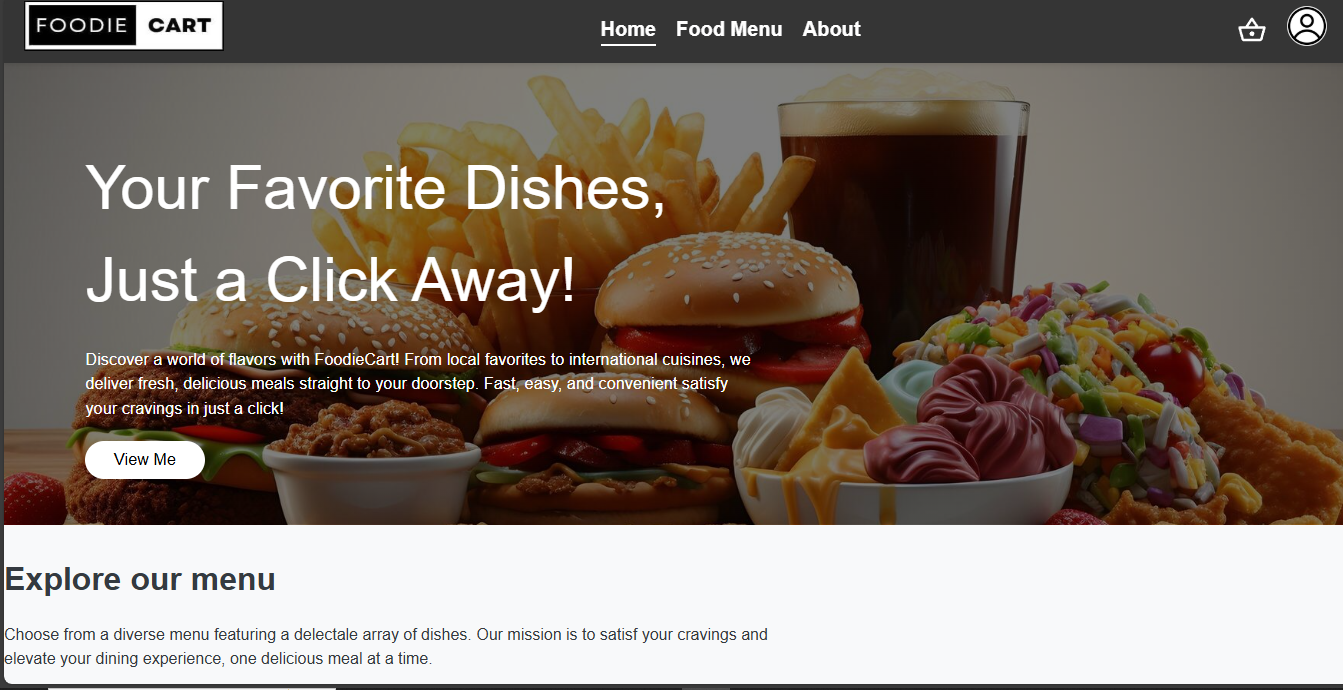 FOODIE CART
Home Food Menu About
Your Favorite Dishes,
Just a Click Away!
Discover a world of flavors with FoodieCart! From local favorites to international cuisines, we
deliver fresh, delicious meals straight to your doorstep. Fast, easy, and convenient satisfy
your cravings in just a click!
View Me
Explore our menu
Choose from a diverse menu featuring a delectale array of dishes. Our mission is to satisf your cravings and
elevate your dining experience, one delicious meal at a time.